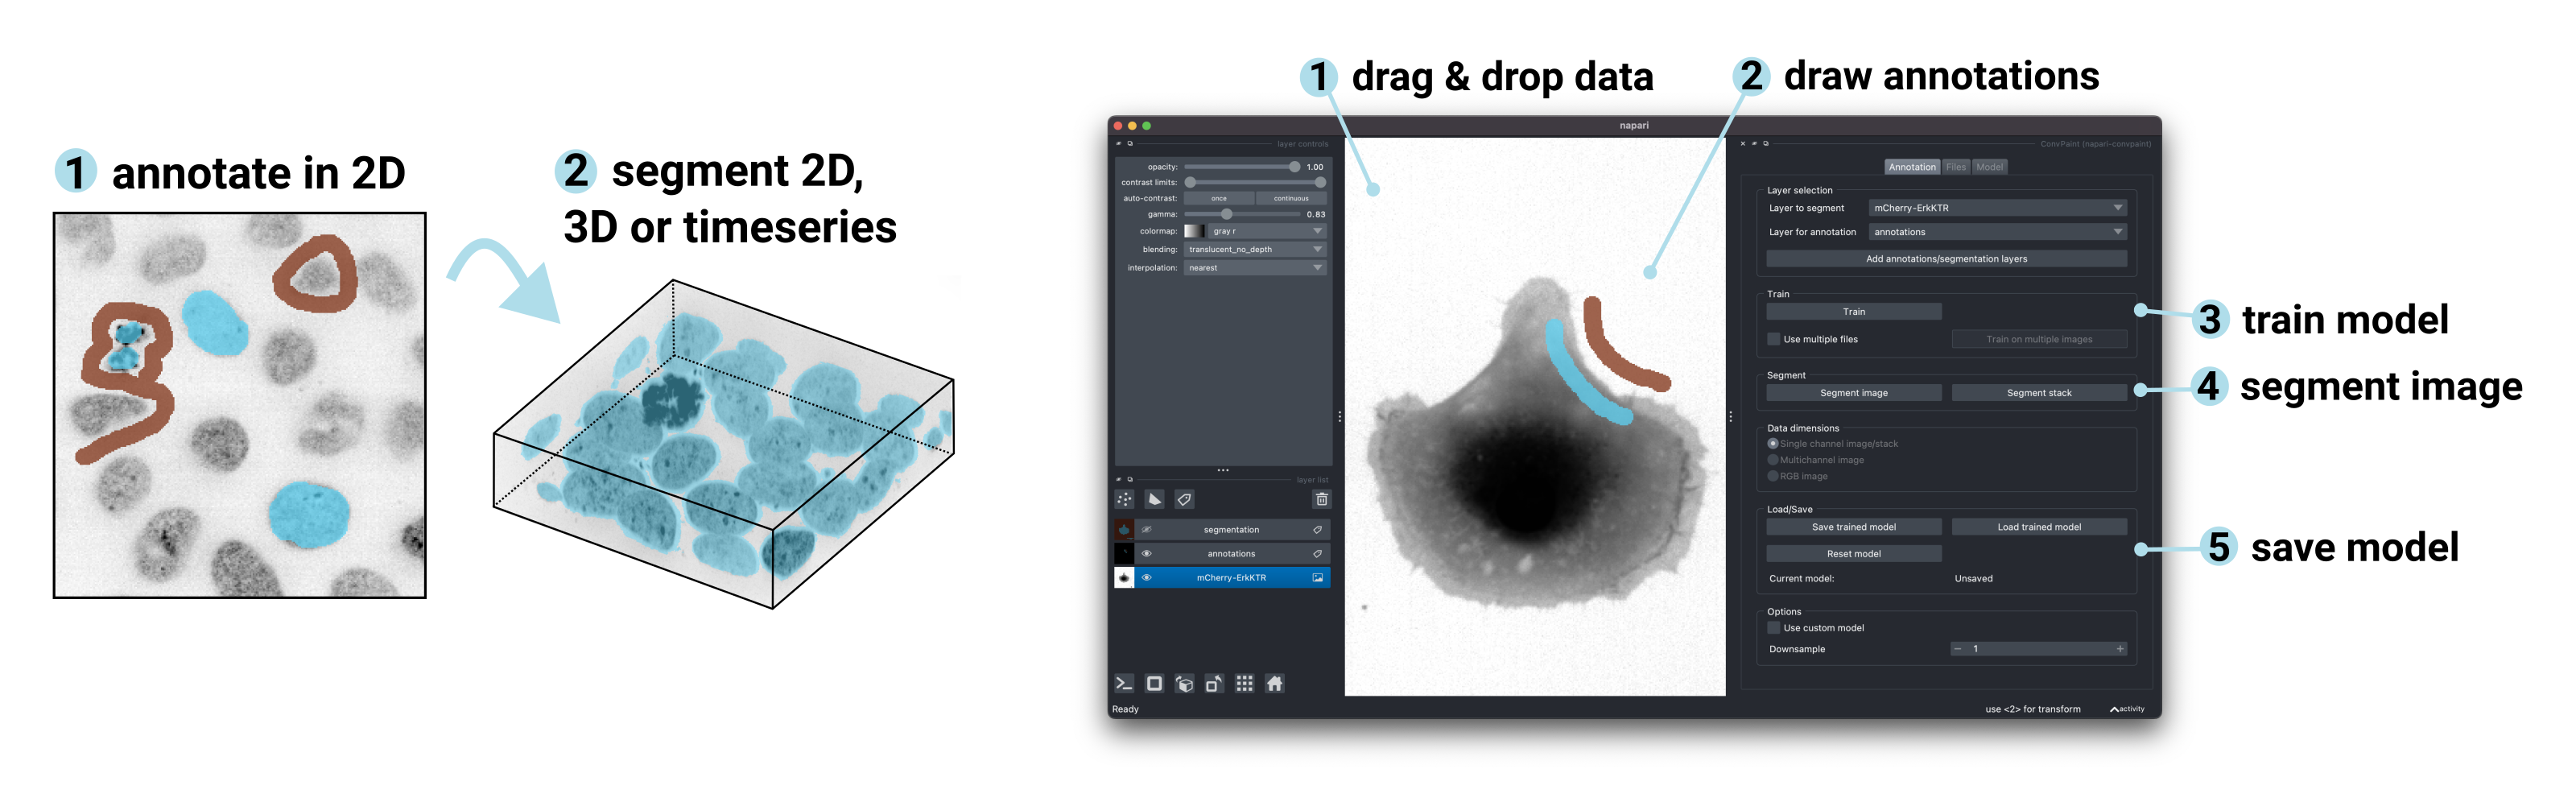 1 annotate in 2D
2 segment 2D,
3D or timeseries
1 drag & drop data
2 draw annotations
napari
layer controls
opacity: 1.00
contrast limits:
auto-contrast: once continuous
gamma: 0.83
colormap: gray r
blending: translucent_no_depth
interpolation: nearest
layer list
segmentation
annotations
mCherry-ErkKTR
Ready
ConvPaint (napari-convpaint)
Annotation Files Model
Layer selection
Layer to segment mCherry-ErkKTR
Layer for annotation annotations
Add annotations/segmentation layers
Train
Train
Use multiple files Train on multiple images
Segment
Segment image Segment stack
Data dimensions
Single channel image/stack
Multichannel image
RGB image
Load/Save
Save trained model Load trained model
Reset model
Current model: Unsaved
Options
Use custom model
Downsample 1
use <2> for transform activity
3 train model
4 segment image
5 save model